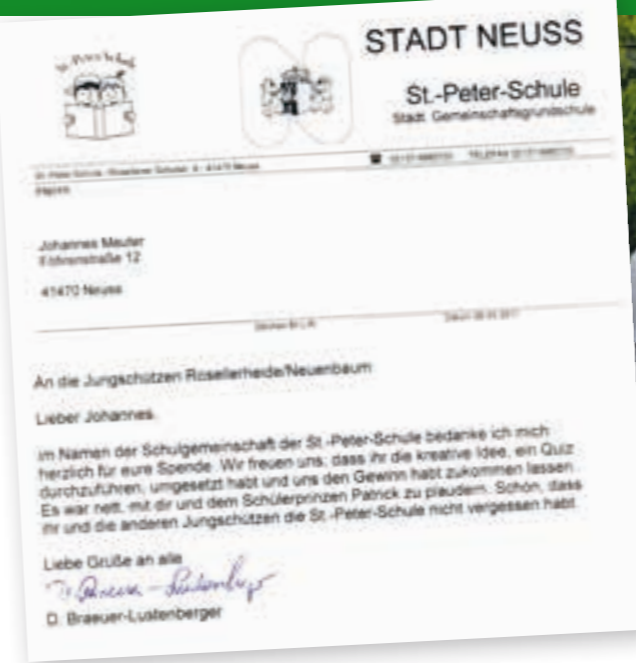 St. Peter Schule
STADT NEUSS
St.-Peter-Schule
Städt. Gemeinschaftsgrundschule
Johannes Meuter
Föhrenstraße 12
41470 Neuss
An die Jungschützen Rosellerheide/Neuenbaum
Lieber Johannes,
im Namen der Schulgemeinschaft der St.-Peter-Schule bedanke ich mich
herzlich für eure Spende. Wir freuen uns, dass ihr die kreative Idee, ein Quiz
durchzuführen, umgesetzt habt und uns den Gewinn habt zukommen lassen.
Es war nett, mit dir und dem Schülerprinzen Patrick zu plaudern. Schön, dass
ihr und die anderen Jungschützen die St.-Peter-Schule nicht vergessen habt.
Liebe Grüße an alle
D. Braeuer-Lustenberger